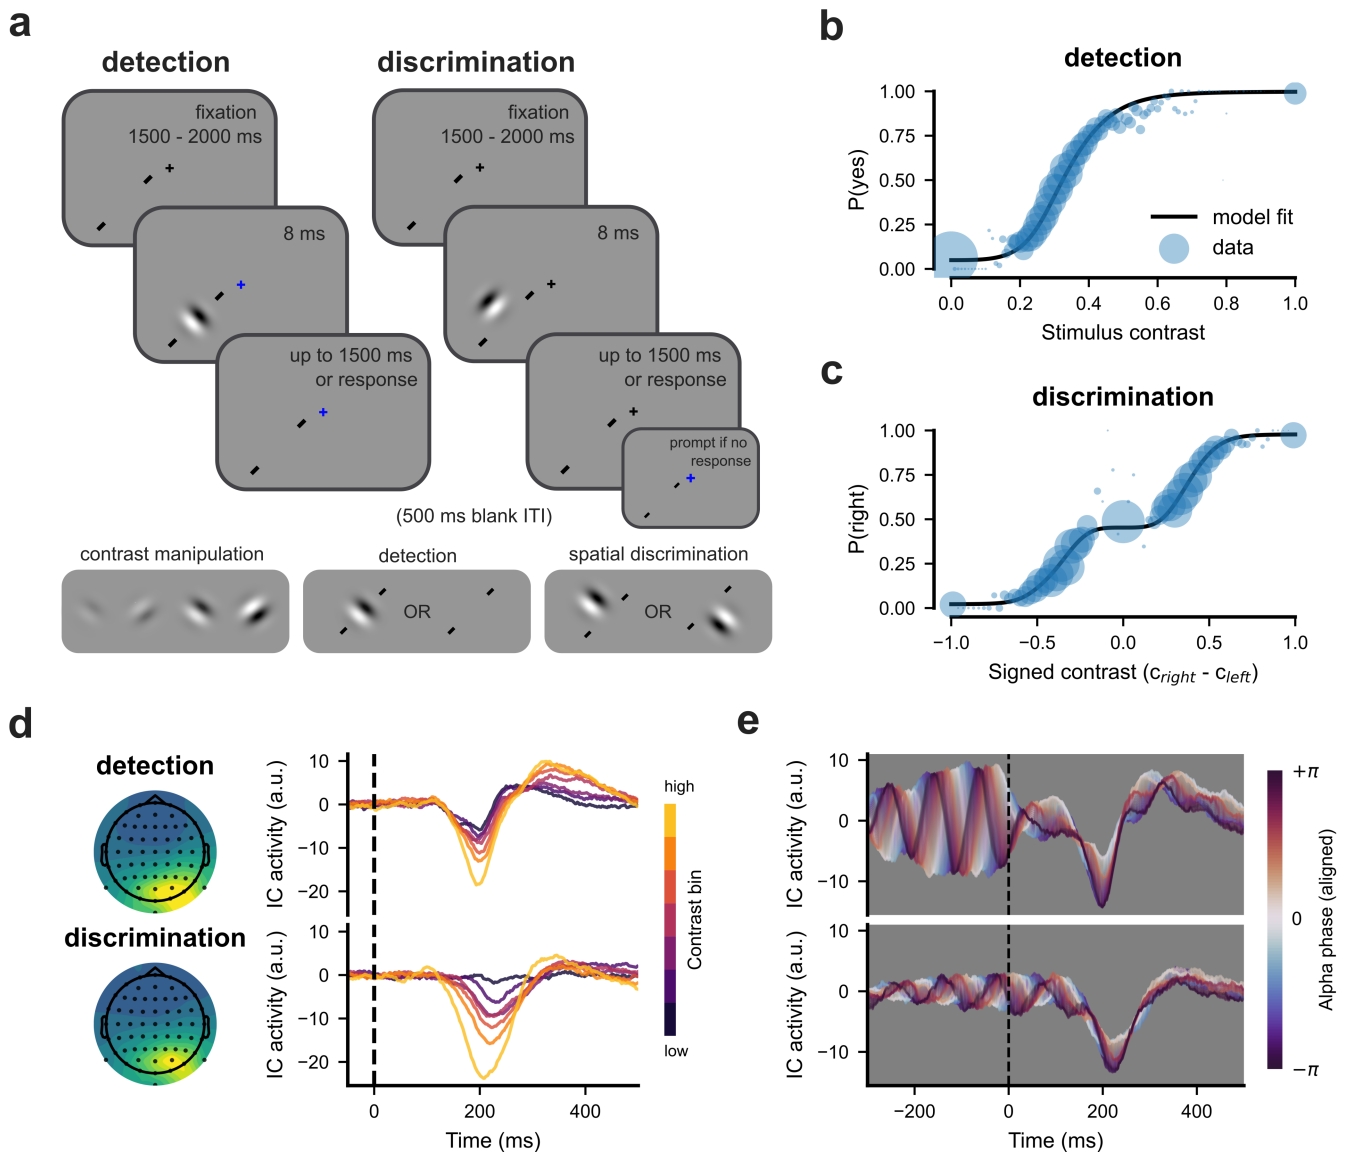 a
detection
discrimination
fixation
1500 - 2000 ms
fixation
1500 - 2000 ms
8 ms
8 ms
up to 1500 ms
or response
up to 1500 ms
or response
prompt if no
response
(500 ms blank ITI)
contrast manipulation
detection
spatial discrimination
OR
OR
b
detection
1.00
0.75
0.50
0.25
0.00
P(yes)
model fit
data
0.0 0.2 0.4 0.6 0.8 1.0
Stimulus contrast
c
discrimination
1.00
0.75
0.50
0.25
0.00
P(right)
−1.0 −0.5 0.0 0.5 1.0
Signed contrast (c_right - c_left)
d
detection
discrimination
10
0
−10
−20
IC activity (a.u.)
10
0
−10
−20
IC activity (a.u.)
0 200 400
Time (ms)
high
Contrast bin
low
e
10
0
−10
IC activity (a.u.)
10
0
−10
IC activity (a.u.)
−200 0 200 400
Time (ms)
+π
0
−π
Alpha phase (aligned)